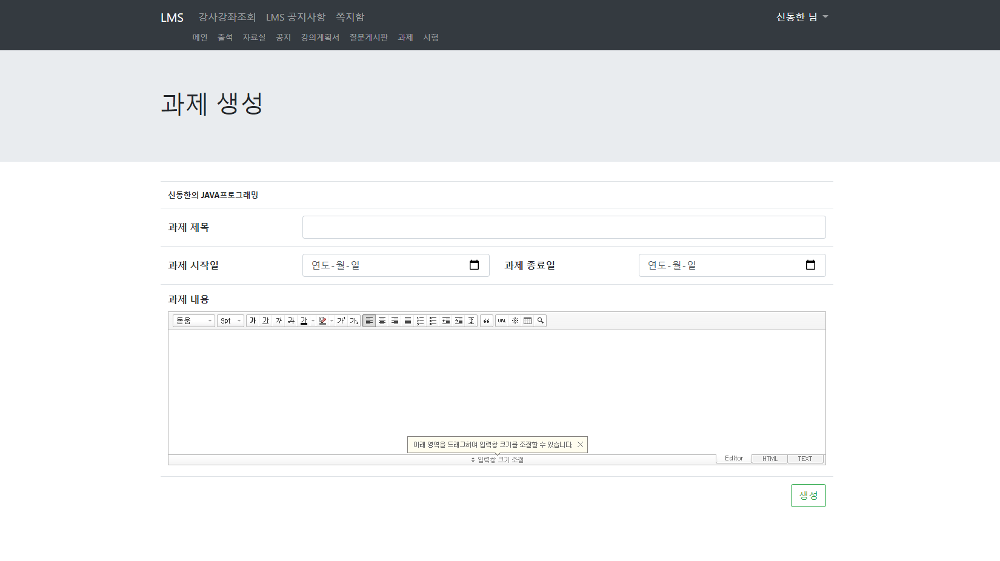 LMS 강사강좌조회 LMS 공지사항 쪽지함 신동한 님
메인 출석 자료실 공지 강의계획서 질문게시판 과제 시험
과제 생성
신동한의 JAVA프로그래밍
과제 제목
과제 시작일 연도-월-일 과제 종료일 연도-월-일
과제 내용
돋움 9pt 가 가 가 가 가 가¹ 가₁ “ URL ※
아래 영역을 드래그하여 입력창 크기를 조절할 수 있습니다.
입력창 크기 조절 Editor HTML TEXT
생성